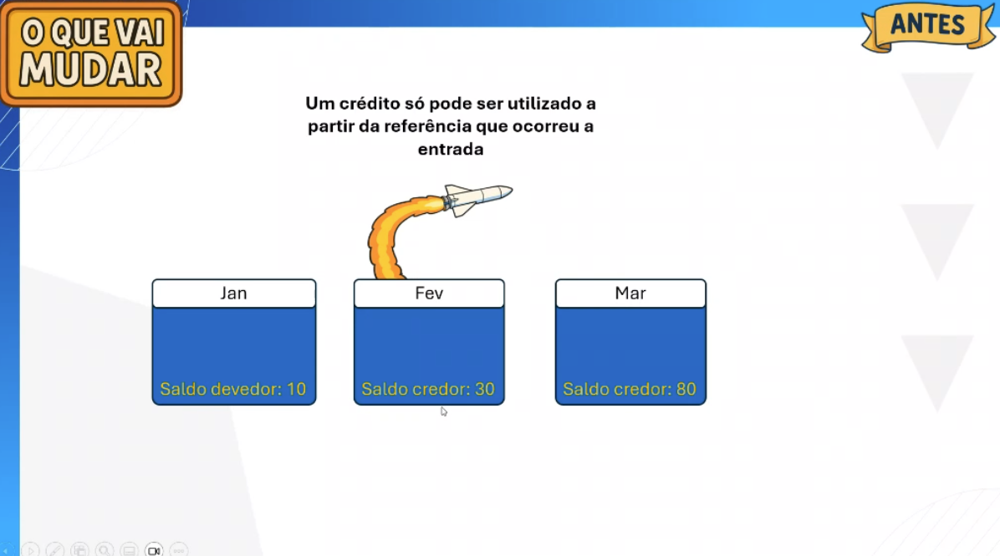 O QUE VAI
MUDAR
ANTES
Um crédito só pode ser utilizado a
partir da referência que ocorreu a
entrada
Jan
Fev
Mar
Saldo devedor: 10
Saldo credor: 30
Saldo credor: 80